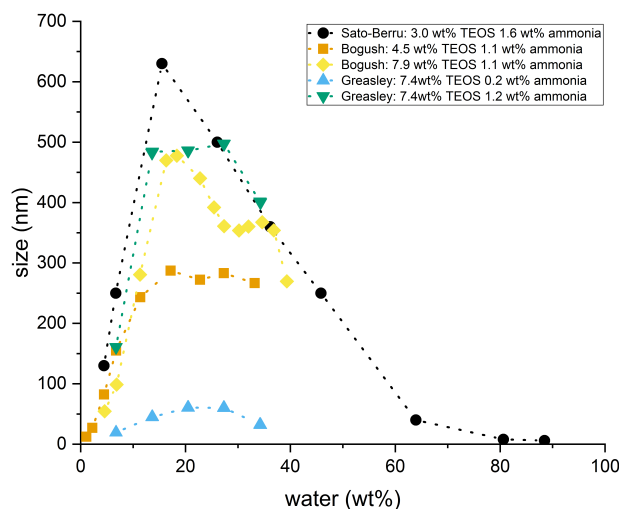 700
600
500
400
300
200
100
0
size (nm)
Sato-Berru: 3.0 wt% TEOS 1.6 wt% ammonia
Bogush: 4.5 wt% TEOS 1.1 wt% ammonia
Bogush: 7.9 wt% TEOS 1.1 wt% ammonia
Greasley: 7.4wt% TEOS 0.2 wt% ammonia
Greasley: 7.4wt% TEOS 1.2 wt% ammonia
0 20 40 60 80 100
water (wt%)